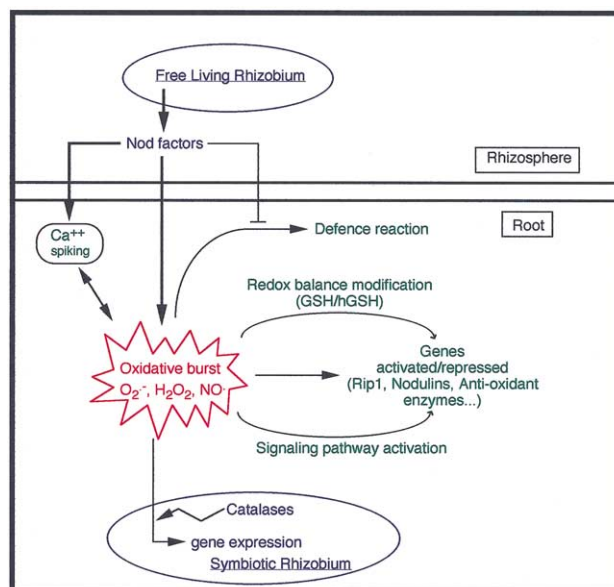 Free Living Rhizobium
Nod factors
Rhizosphere
Root
Ca++
spiking
Defence reaction
Redox balance modification
(GSH/hGSH)
Oxidative burst
O2·-, H2O2, NO·
Genes
activated/repressed
(Rip1, Nodulins, Anti-oxidant
enzymes...)
Signaling pathway activation
Catalases
gene expression
Symbiotic Rhizobium